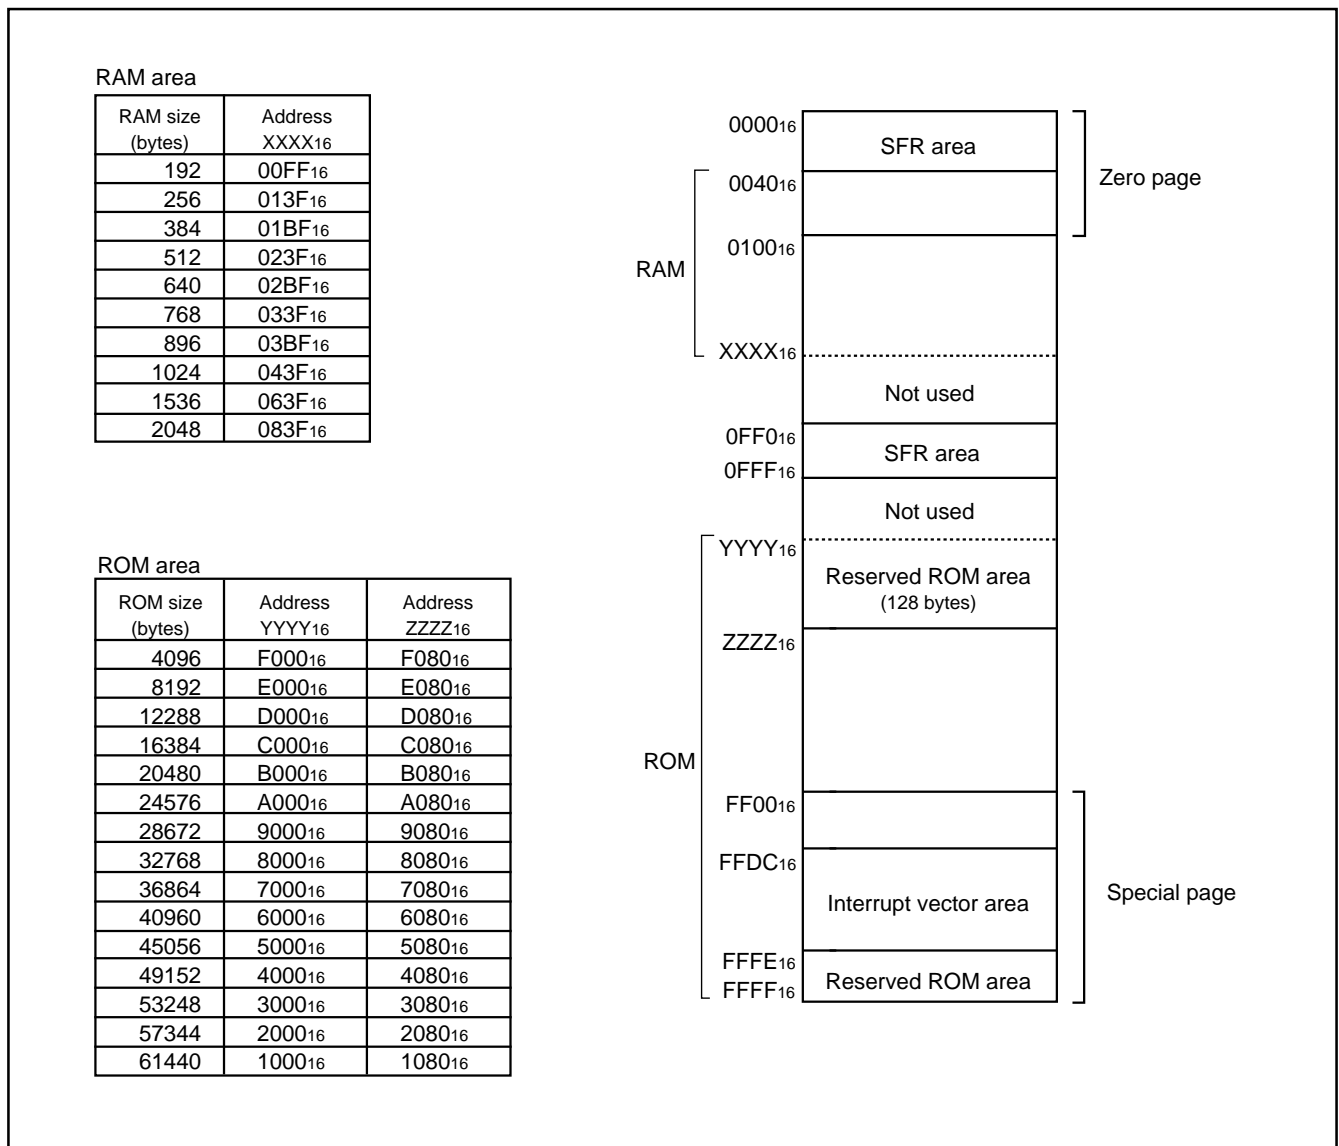 RAM area
RAM size (bytes) Address XXXX16
192 00FF16
256 013F16
384 01BF16
512 023F16
640 02BF16
768 033F16
896 03BF16
1024 043F16
1536 063F16
2048 083F16
ROM area
ROM size (bytes) Address YYYY16 Address ZZZZ16
4096 F00016 F08016
8192 E00016 E08016
12288 D00016 D08016
16384 C00016 C08016
20480 B00016 B08016
24576 A00016 A08016
28672 900016 908016
32768 800016 808016
36864 700016 708016
40960 600016 608016
45056 500016 508016
49152 400016 408016
53248 300016 308016
57344 200016 208016
61440 100016 108016
000016
SFR area
Zero page
004016
010016
RAM
XXXX16
Not used
0FF016
SFR area
0FFF16
Not used
YYYY16
Reserved ROM area
(128 bytes)
ZZZZ16
ROM
FF0016
FFDC16
Interrupt vector area
Special page
FFFE16
Reserved ROM area
FFFF16